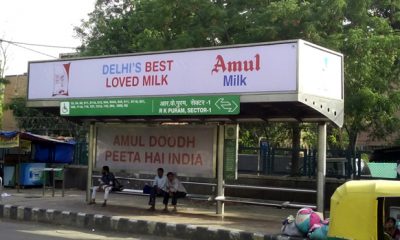 DELHI'S BEST
LOVED MILK
Amul
Milk
आर.के.पुरम, सेक्टर-1
R K PURAM, SECTOR-1
AMUL DOODH
PEETA HAI INDIA